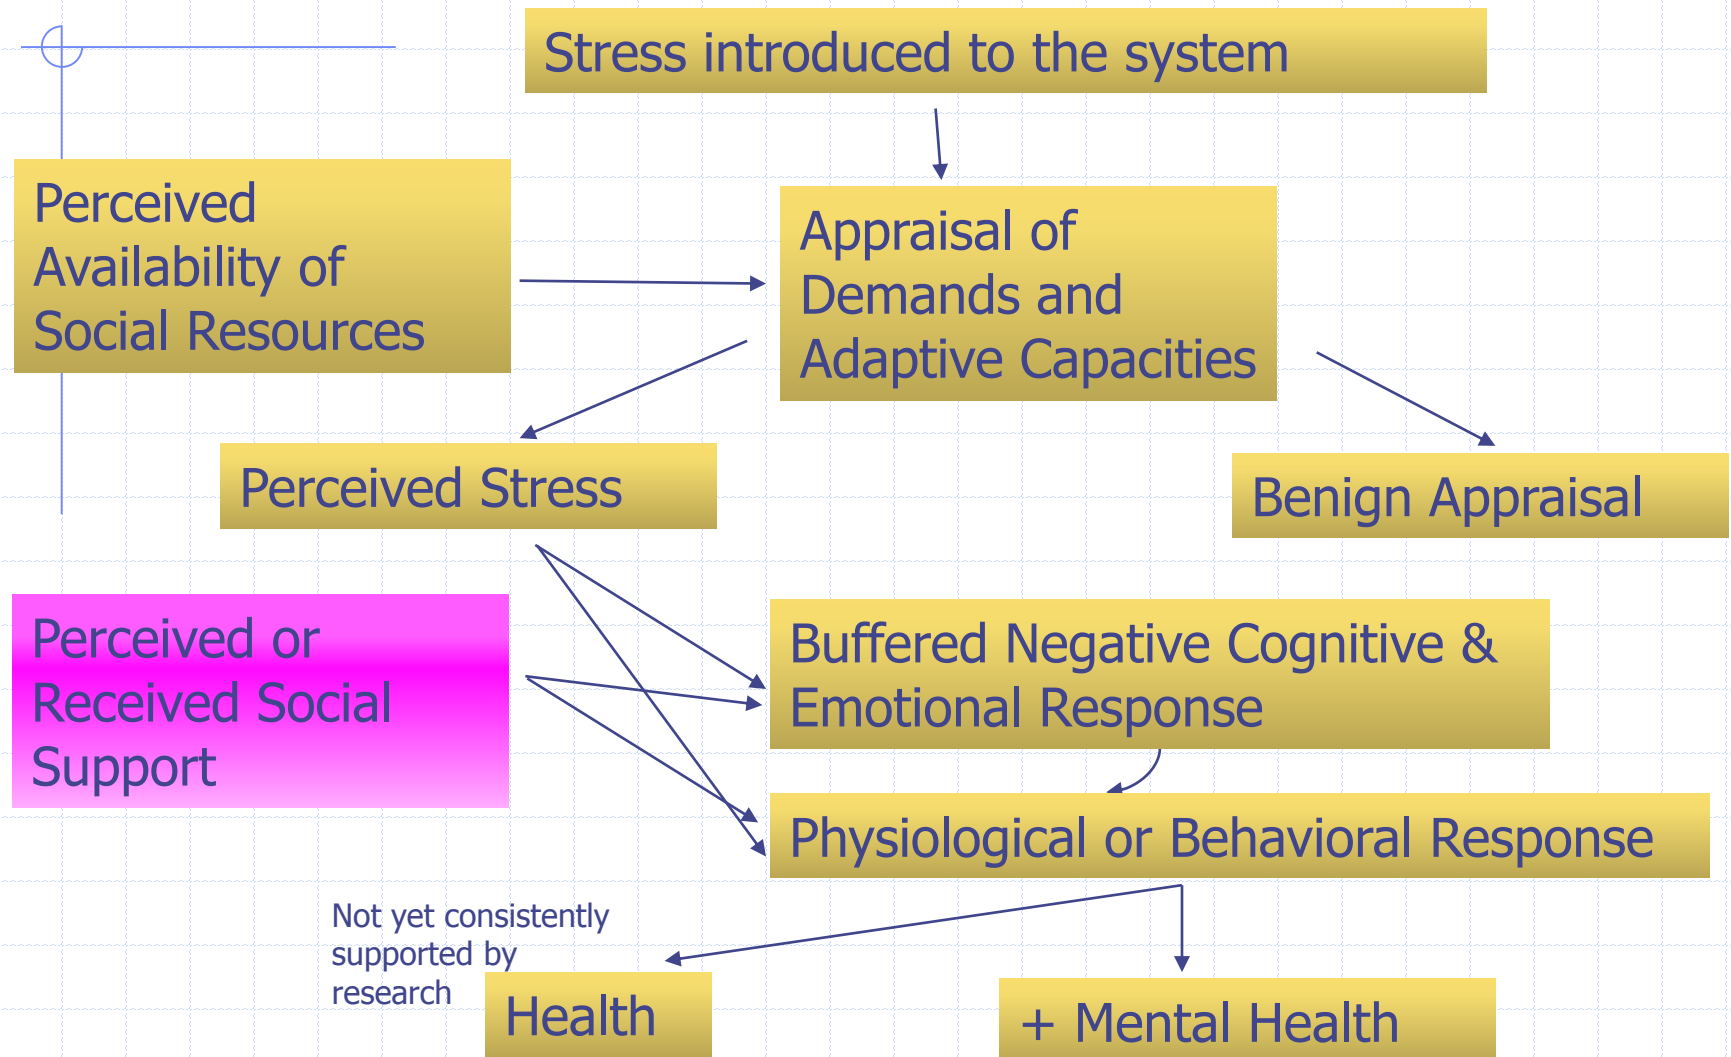 Stress introduced to the system
Perceived
Availability of
Social Resources
Appraisal of
Demands and
Adaptive Capacities
Perceived Stress
Benign Appraisal
Perceived or
Received Social
Support
Buffered Negative Cognitive &
Emotional Response
Physiological or Behavioral Response
Not yet consistently
supported by
research
Health
+ Mental Health